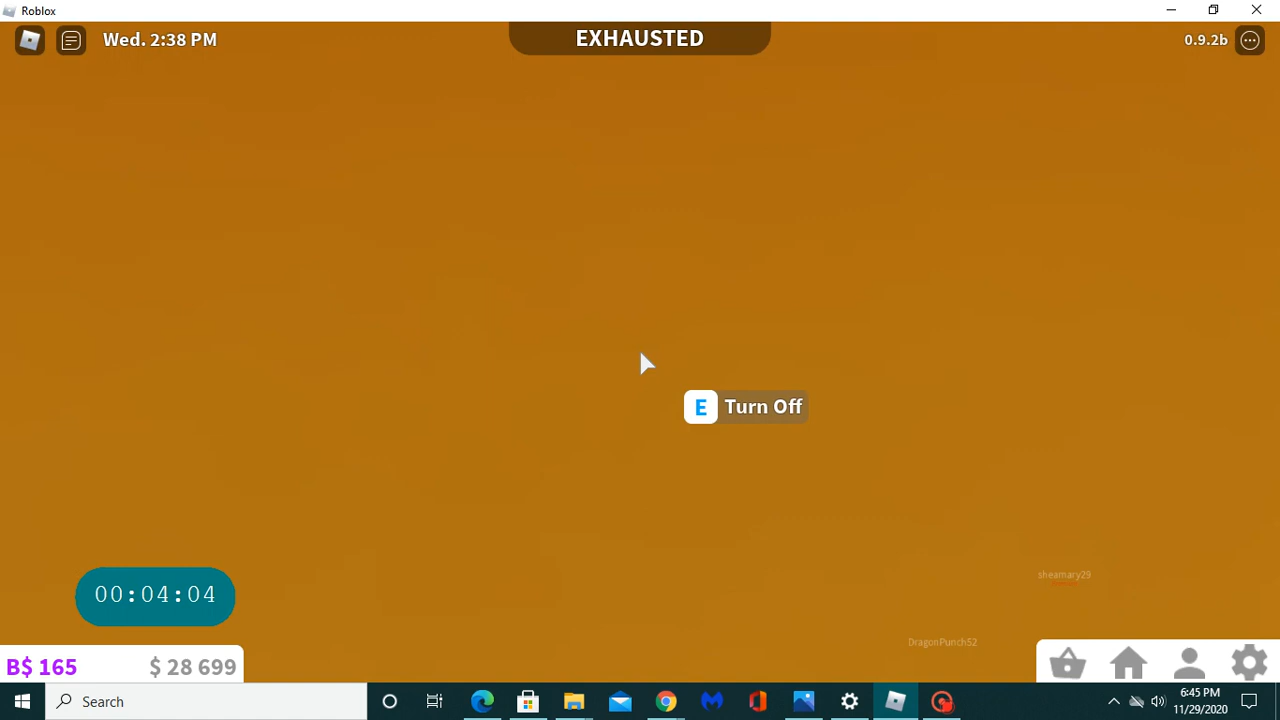 Roblox
Wed. 2:38 PM
EXHAUSTED
0.9.2b
E Turn Off
sheamary29
00:04:04
DragonPunch52
B$ 165 $ 28 699
Search
6:45 PM
11/29/2020